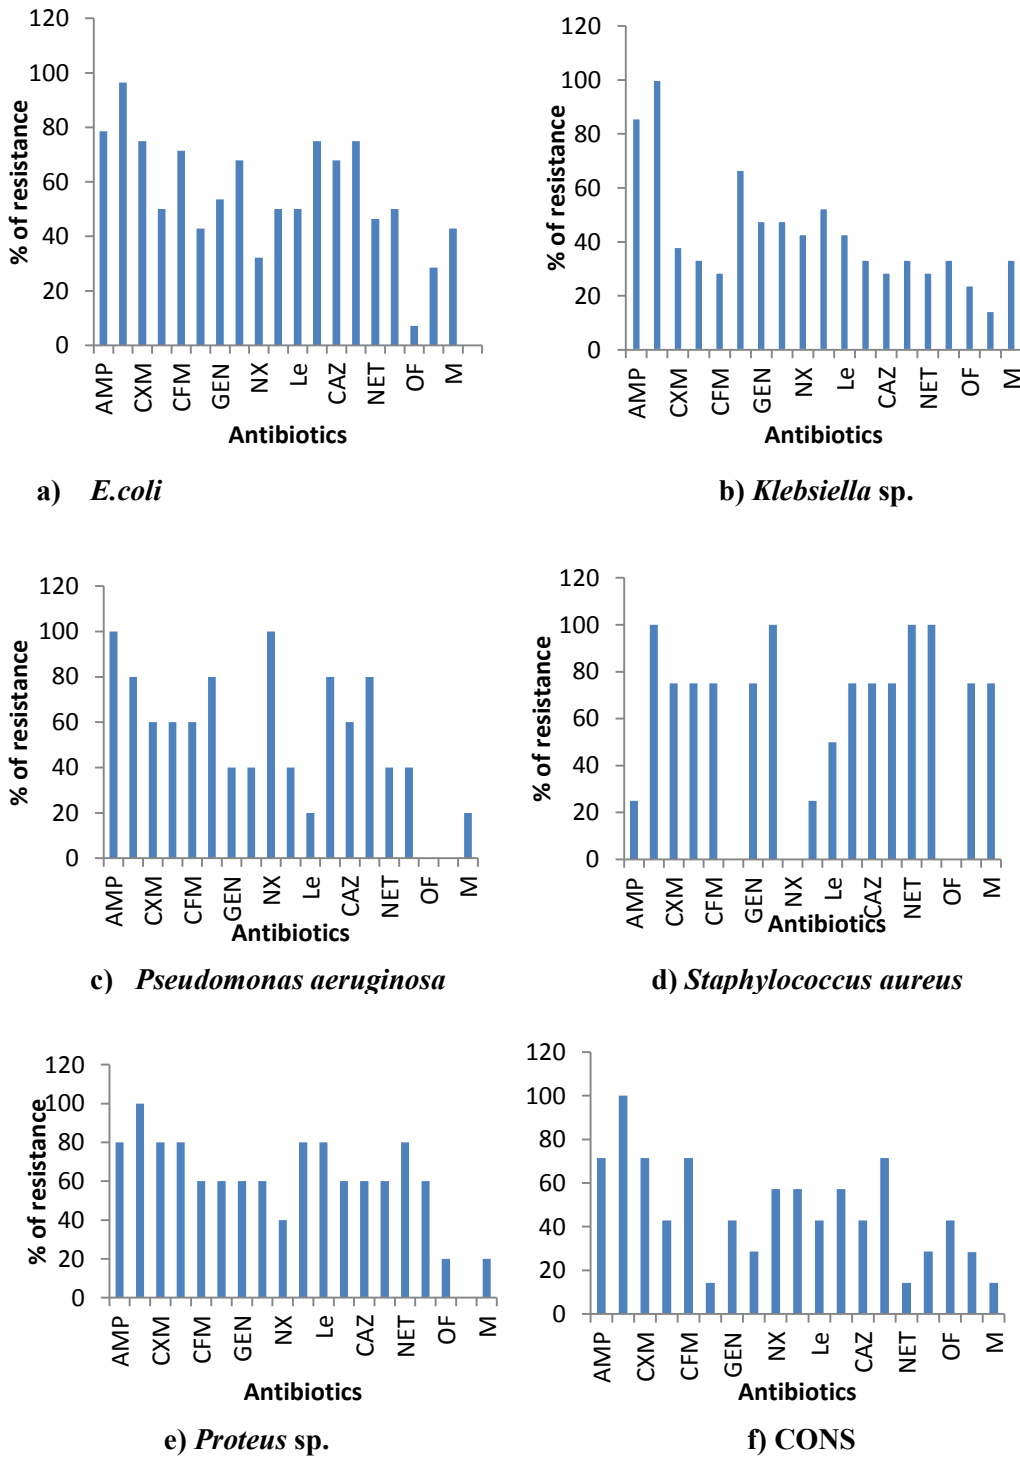 120
100
80
60
40
20
0
% of resistance
AMP
CXM
CFM
GEN
NX
Le
CAZ
NET
OF
M
Antibiotics
a) E.coli
120
100
80
60
40
20
0
% of resistance
AMP
CXM
CFM
GEN
NX
Le
CAZ
NET
OF
M
Antibiotics
b) Klebsiella sp.
120
100
80
60
40
20
0
% of resistance
AMP
CXM
CFM
GEN
NX
Le
CAZ
NET
OF
M
Antibiotics
c) Pseudomonas aeruginosa
120
100
80
60
40
20
0
% of resistance
AMP
CXM
CFM
GEN
NX
Le
CAZ
NET
OF
M
Antibiotics
d) Staphylococcus aureus
120
100
80
60
40
20
0
% of resistance
AMP
CXM
CFM
GEN
NX
Le
CAZ
NET
OF
M
Antibiotics
e) Proteus sp.
120
100
80
60
40
20
0
% of resistance
AMP
CXM
CFM
GEN
NX
Le
CAZ
NET
OF
M
Antibiotics
f) CONS